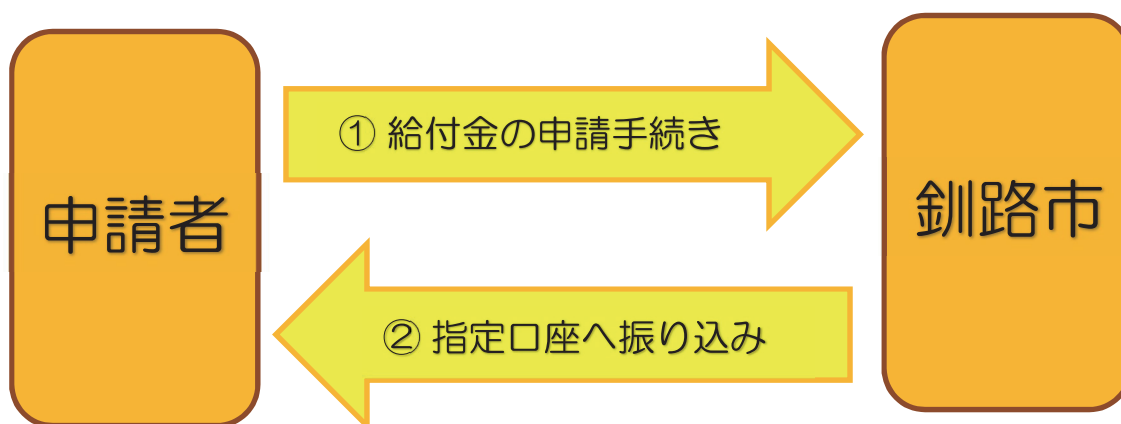 申請者
① 給付金の申請手続き
② 指定口座へ振り込み
釧路市